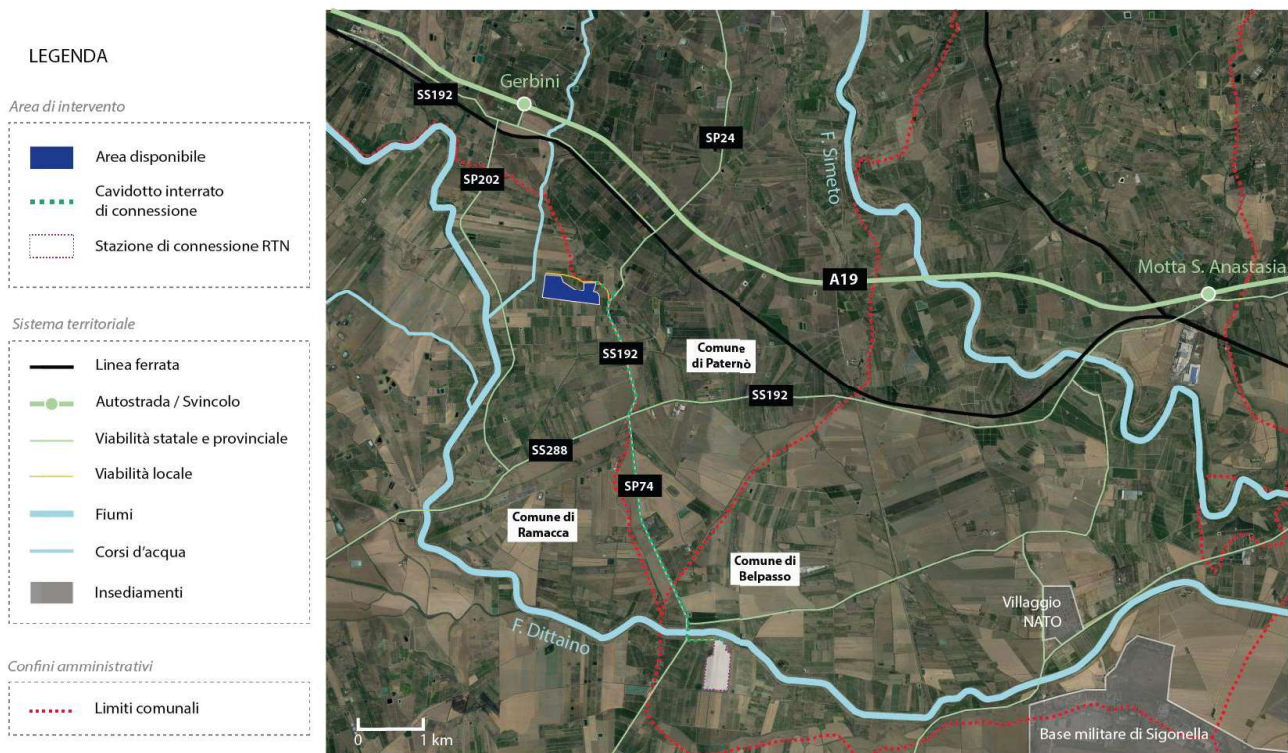 LEGENDA
Area di intervento
Area disponibile
Cavidotto interrato
di connessione
Stazione di connessione RTN
Sistema territoriale
Linea ferrata
Autostrada / Svincolo
Viabilità statale e provinciale
Viabilità locale
Fiumi
Corsi d'acqua
Insediamenti
Confini amministrativi
Limiti comunali
Gerbini
SS192
SP24
F. Simeto
SP202
Motta S. Anastasia
A19
SS192
Comune
di Paternò
SS192
SS288
SP74
Comune di
Ramacca
Comune di
Belpasso
Villaggio
NATO
F. Dittaino
0 1 km
Base militare di Sigonella